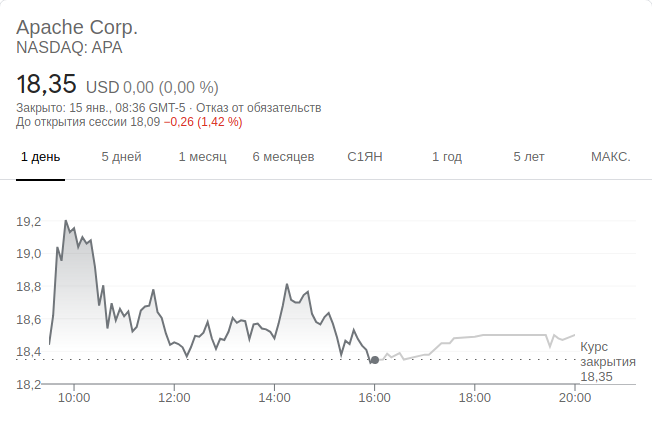 Apache Corp.
NASDAQ: APA
18,35 USD 0,00 (0,00 %)
Закрыто: 15 янв., 08:36 GMT-5 · Отказ от обязательств
До открытия сессии 18,09 −0,26 (1,42 %)
1 день 5 дней 1 месяц 6 месяцев С1ЯН 1 год 5 лет МАКС.
19,2
19,0
18,8
18,6
18,4
18,2
Курс
закрытия
18,35
10:00 12:00 14:00 16:00 18:00 20:00